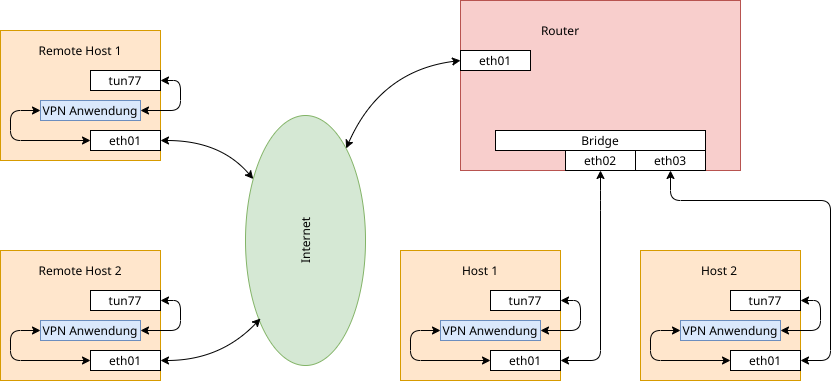 Remote Host 1
tun77
VPN Anwendung
eth01
Remote Host 2
tun77
VPN Anwendung
eth01
Internet
Router
eth01
Bridge
eth02
eth03
Host 1
tun77
VPN Anwendung
eth01
Host 2
tun77
VPN Anwendung
eth01